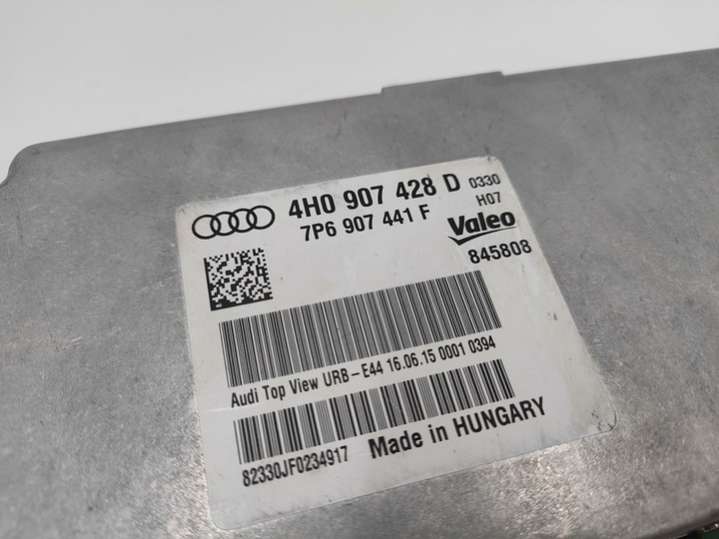 4H0 907 428 D 0330
7P6 907 441 F H07
Valeo
845808
Audi Top View URB-E44 16.06.15 0001 0394
82330JF0234917 Made in HUNGARY